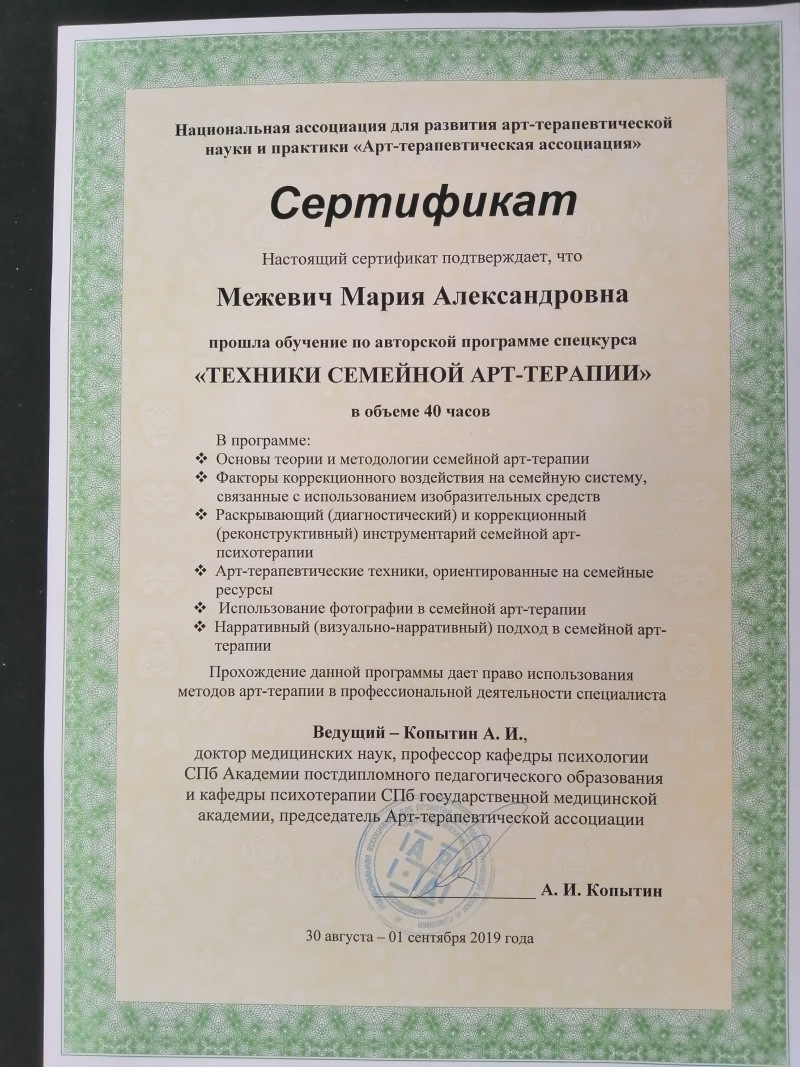 Национальная ассоциация для развития арт-терапевтической
науки и практики «Арт-терапевтическая ассоциация»
Сертификат
Настоящий сертификат подтверждает, что
Межевич Мария Александровна
прошла обучение по авторской программе спецкурса
«ТЕХНИКИ СЕМЕЙНОЙ АРТ-ТЕРАПИИ»
в объеме 40 часов
В программе:
❖ Основы теории и методологии семейной арт-терапии
❖ Факторы коррекционного воздействия на семейную систему,
связанные с использованием изобразительных средств
❖ Раскрывающий (диагностический) и коррекционный
(реконструктивный) инструментарий семейной арт-
психотерапии
❖ Арт-терапевтические техники, ориентированные на семейные
ресурсы
❖ Использование фотографии в семейной арт-терапии
❖ Нарративный (визуально-нарративный) подход в семейной арт-
терапии
Прохождение данной программы дает право использования
методов арт-терапии в профессиональной деятельности специалиста
Ведущий – Копытин А. И.,
доктор медицинских наук, профессор кафедры психологии
СПб Академии постдипломного педагогического образования
и кафедры психотерапии СПб государственной медицинской
академии, председатель Арт-терапевтической ассоциации
А. И. Копытин
30 августа – 01 сентября 2019 года